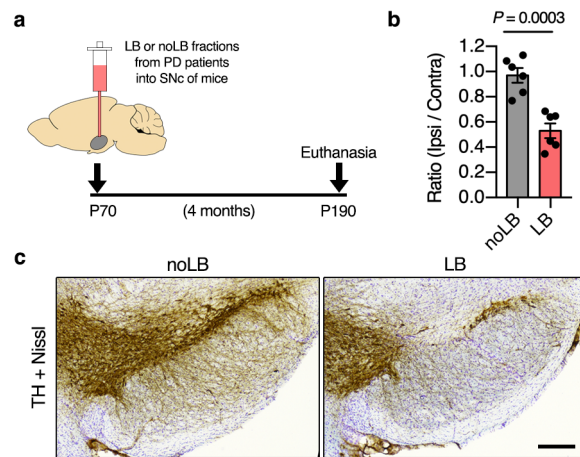 a
LB or noLB fractions
from PD patients
into SNc of mice
Euthanasia
P70
(4 months)
P190
b
P = 0.0003
Ratio (Ipsi / Contra)
1.2
1.0
0.8
0.6
0.4
0.2
0.0
noLB
LB
c
noLB
LB
TH + Nissl